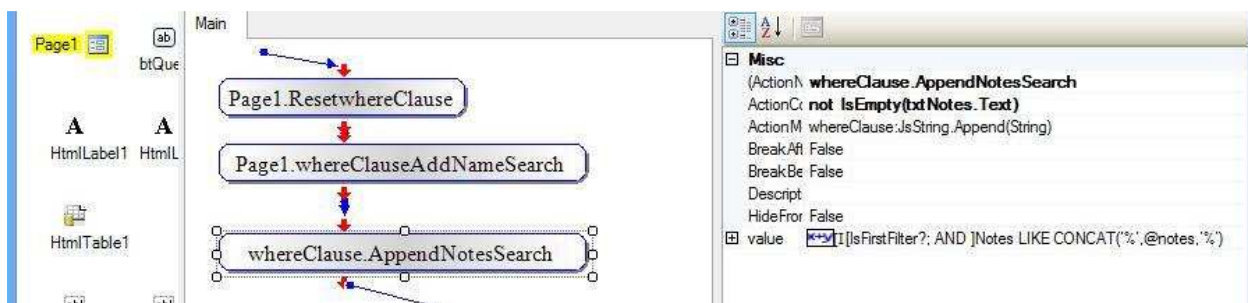 Page1
ab
btQue
A
A
HtmlLabel1
HtmlL
HtmlTable1
Main
Page1.ResetwhereClause
Page1.whereClauseAddNameSearch
whereClause.AppendNotesSearch
A
Z
Misc
(ActionN whereClause.AppendNotesSearch
ActionCo not IsEmpty(txtNotes.Text)
ActionM whereClause:JsString.Append(String)
BreakAft False
BreakBe False
Descript
HideFror False
value [IsFirstFilter?; AND ]Notes LIKE CONCAT('%',@notes,'%')